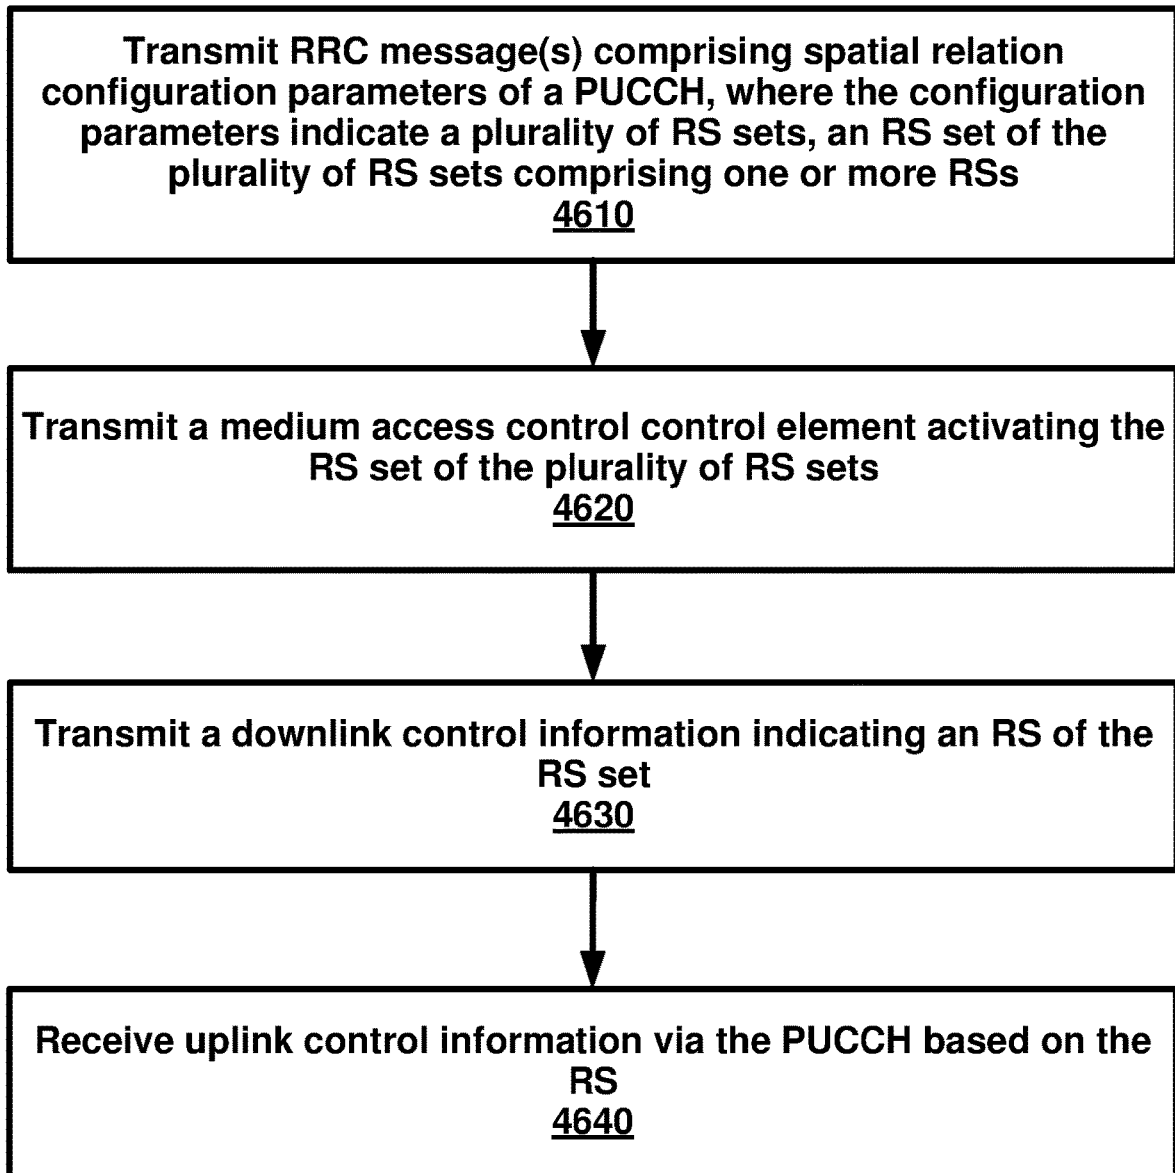 Transmit RRC message(s) comprising spatial relation
configuration parameters of a PUCCH, where the configuration
parameters indicate a plurality of RS sets, an RS set of the
plurality of RS sets comprising one or more RSs
4610
Transmit a medium access control control element activating the
RS set of the plurality of RS sets
4620
Transmit a downlink control information indicating an RS of the
RS set
4630
Receive uplink control information via the PUCCH based on the
RS
4640